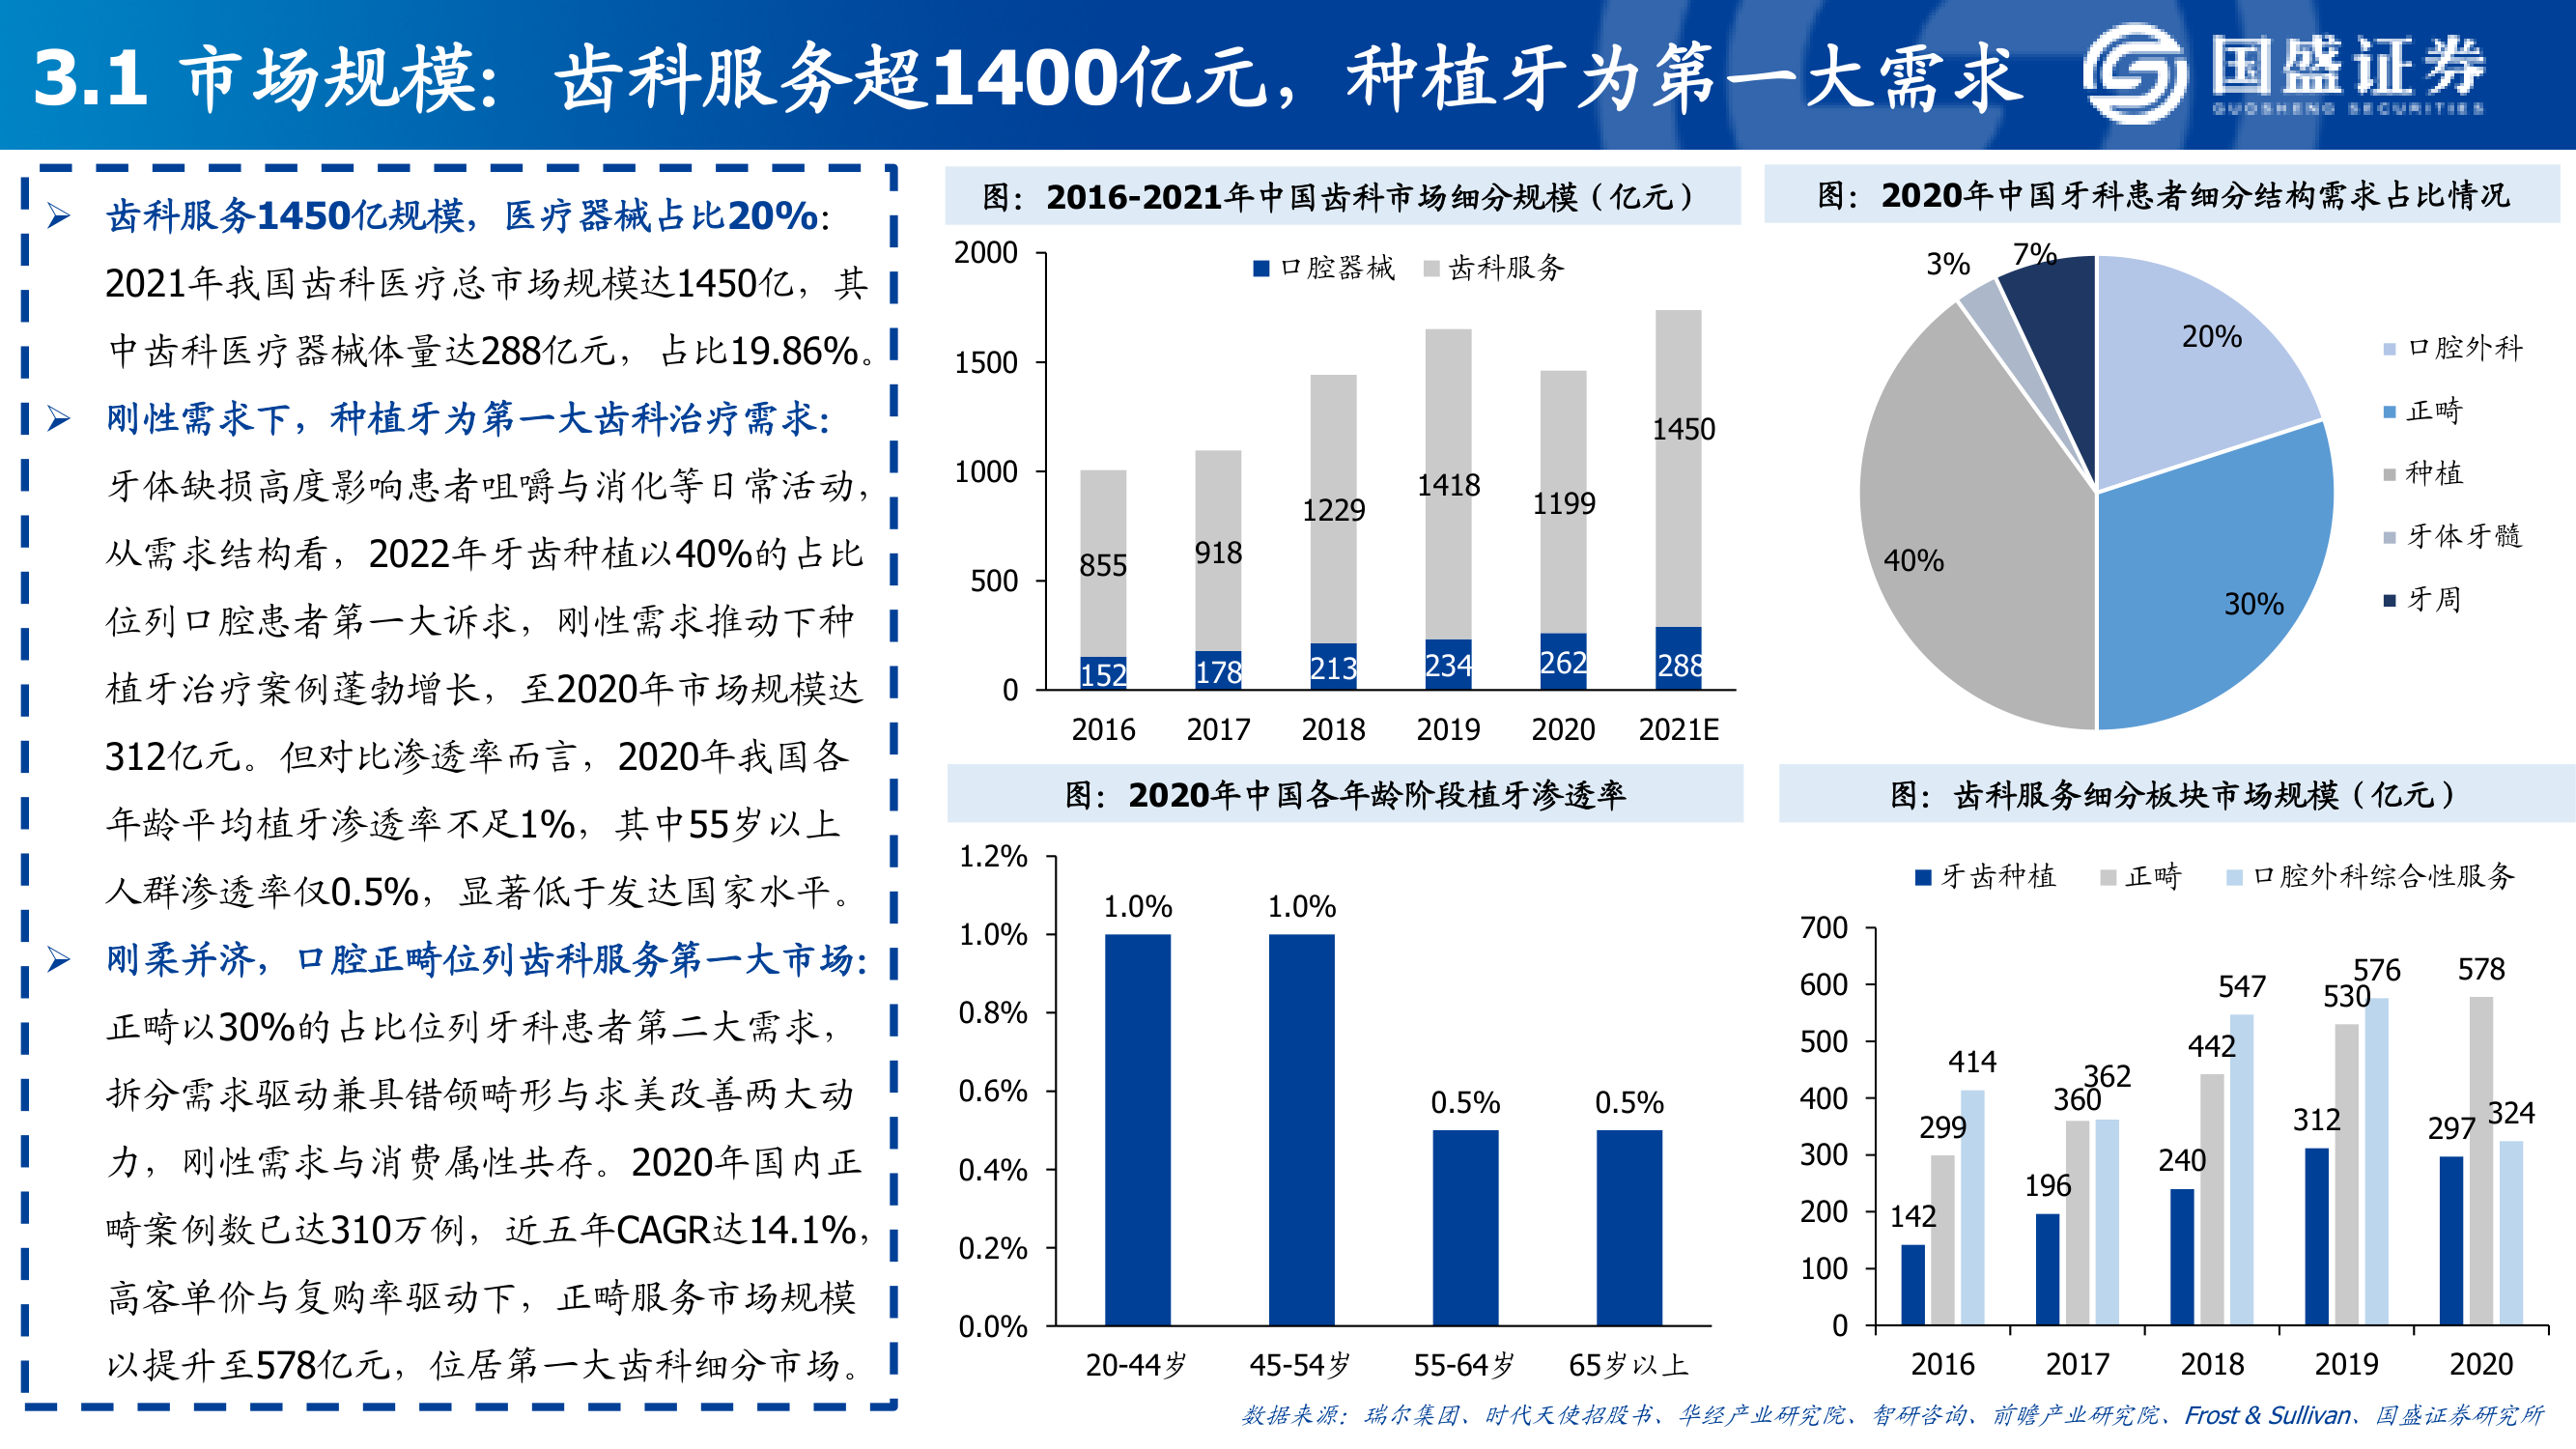 3.1 市场规模：齿科服务超1400亿元，种植牙为第一大需求
国盛证券
GUOSHENG SECURITIES
齿科服务1450亿规模，医疗器械占比20%：
2021年我国齿科医疗总市场规模达1450亿，其
中齿科医疗器械体量达288亿元，占比19.86%。
刚性需求下，种植牙为第一大齿科治疗需求：
牙体缺损高度影响患者咀嚼与消化等日常活动，
从需求结构看，2022年牙齿种植以40%的占比
位列口腔患者第一大诉求，刚性需求推动下种
植牙治疗案例蓬勃增长，至2020年市场规模达
312亿元。但对比渗透率而言，2020年我国各
年龄平均植牙渗透率不足1%，其中55岁以上
人群渗透率仅0.5%，显著低于发达国家水平。
刚柔并济，口腔正畸位列齿科服务第一大市场：
正畸以30%的占比位列牙科患者第二大需求，
拆分需求驱动兼具错颌畸形与求美改善两大动
力，刚性需求与消费属性共存。2020年国内正
畸案例数已达310万例，近五年CAGR达14.1%，
高客单价与复购率驱动下，正畸服务市场规模
以提升至578亿元，位居第一大齿科细分市场。
图：2016-2021年中国齿科市场细分规模（亿元）
口腔器械 齿科服务
2000
1500
1000
500
0
855 918 1229 1418 1199 1450
152 178 213 234 262 288
2016 2017 2018 2019 2020 2021E
图：2020年中国牙科患者细分结构需求占比情况
3% 7%
20%
40%
30%
口腔外科
正畸
种植
牙体牙髓
牙周
图：2020年中国各年龄阶段植牙渗透率
1.2%
1.0%
0.8%
0.6%
0.4%
0.2%
0.0%
1.0% 1.0% 0.5% 0.5%
20-44岁 45-54岁 55-64岁 65岁以上
图：齿科服务细分板块市场规模（亿元）
牙齿种植 正畸 口腔外科综合性服务
700
600
500
400
300
200
100
0
142 299 414
196 360 362
240 442 547
312 530 576
297 578 324
2016 2017 2018 2019 2020
数据来源：瑞尔集团、时代天使招股书、华经产业研究院、智研咨询、前瞻产业研究院、Frost & Sullivan、国盛证券研究所